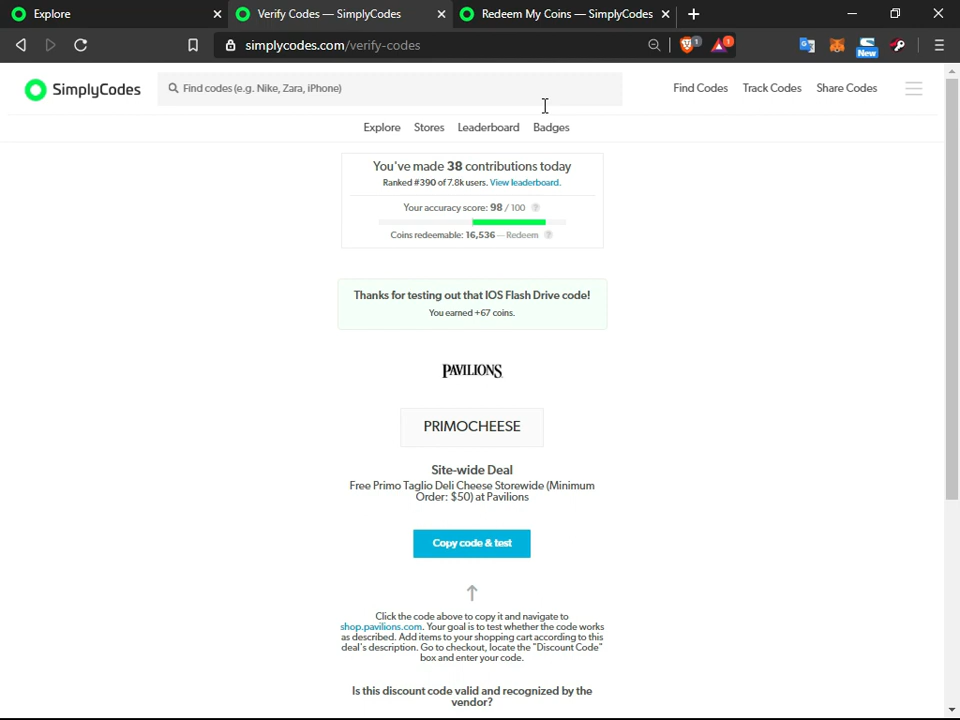 Explore
Verify Codes — SimplyCodes
Redeem My Coins — SimplyCodes
simplycodes.com/verify-codes
1
1
New
SimplyCodes
Find codes (e.g. Nike, Zara, iPhone)
Find Codes
Track Codes
Share Codes
Explore
Stores
Leaderboard
Badges
You've made 38 contributions today
Ranked #390 of 7.8k users. View leaderboard.
Your accuracy score: 98 / 100 ?
Coins redeemable: 16,536 — Redeem ?
Thanks for testing out that IOS Flash Drive code!
You earned +67 coins.
PAVILIONS
PRIMOCHEESE
Site-wide Deal
Free Primo Taglio Deli Cheese Storewide (Minimum
Order: $50) at Pavilions
Copy code & test
Click the code above to copy it and navigate to
shop.pavilions.com. Your goal is to test whether the code works
as described. Add items to your shopping cart according to this
deal's description. Go to checkout, locate the "Discount Code"
box and enter your code.
Is this discount code valid and recognized by the
vendor?